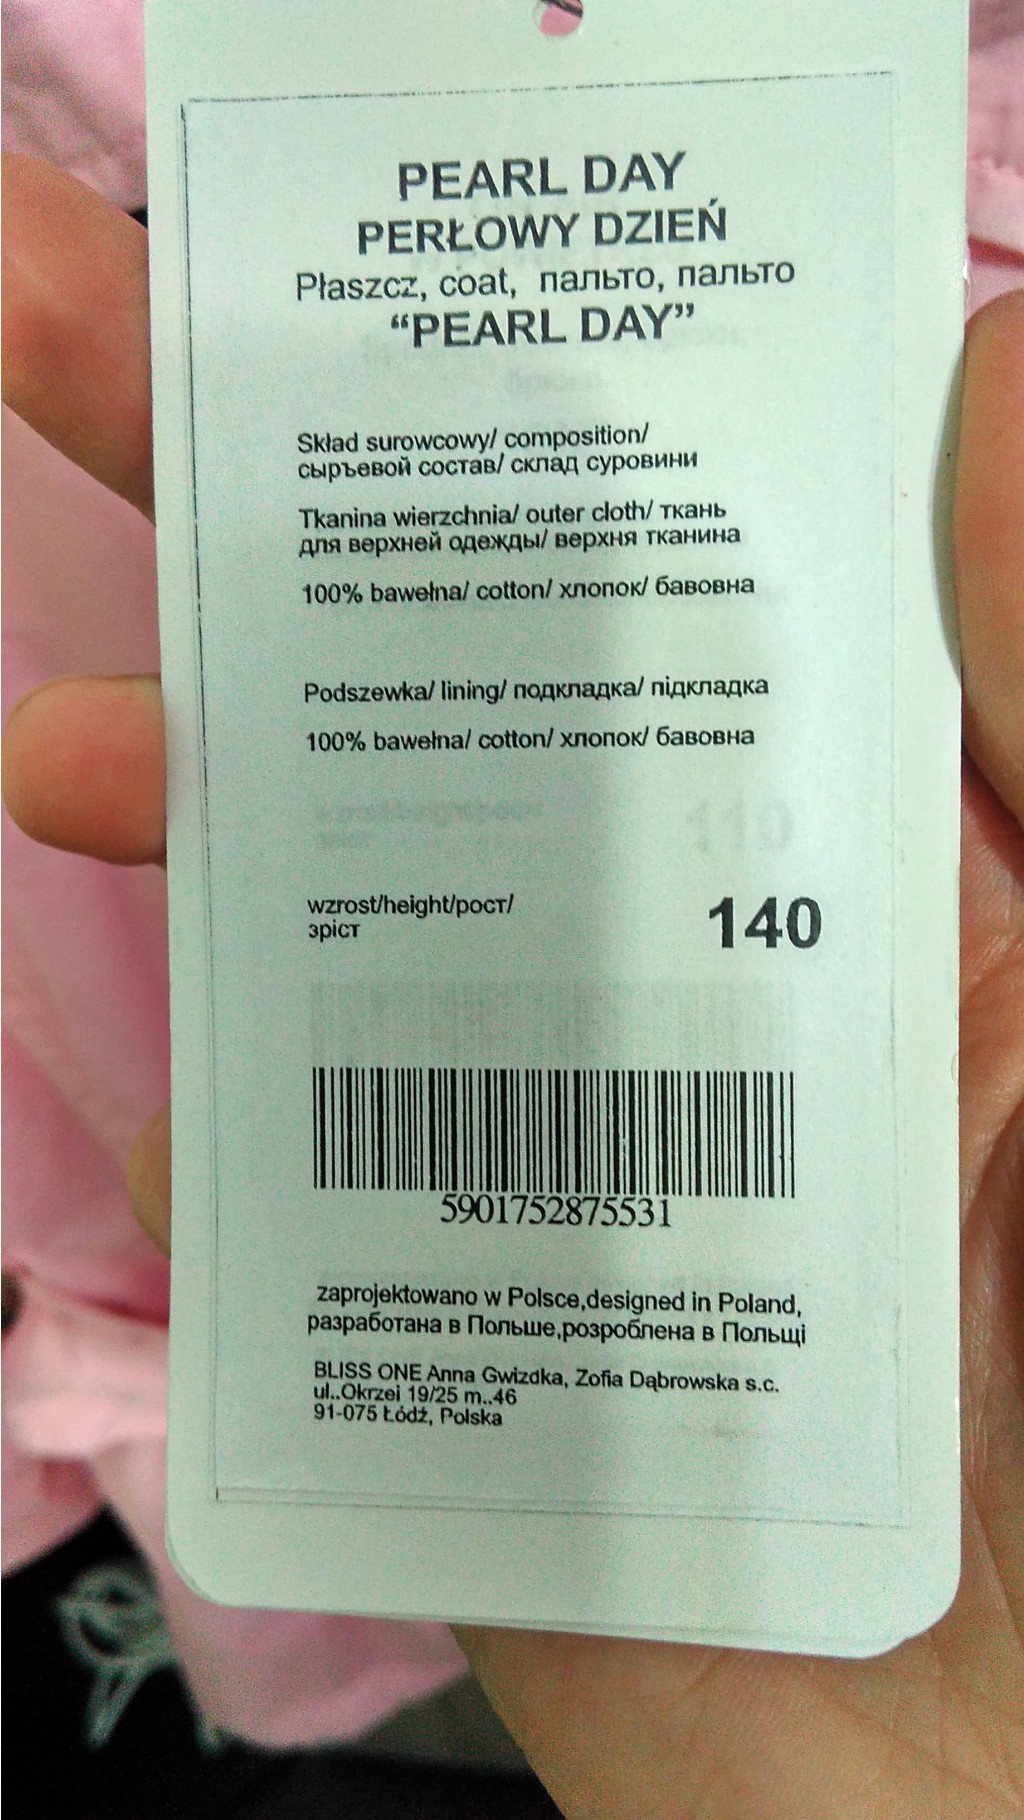 PEARL DAY
PERŁOWY DZIEŃ
Płaszcz, coat, пальто, пальто
“PEARL DAY”
Skład surowcowy/ composition/
сыръевой состав/ склад суровини
Tkanina wierzchnia/ outer cloth/ ткань
для верхней одежды/ верхня тканина
100% bawełna/ cotton/ хлопок/ бавовна
Podszewka/ lining/ подкладка/ підкладка
100% bawełna/ cotton/ хлопок/ бавовна
110
wzrost/height/рост/
зріст
140
5901752875531
zaprojektowano w Polsce,designed in Poland,
разработана в Польше,розроблена в Польщі
BLISS ONE Anna Gwizdka, Zofia Dąbrowska s.c.
ul..Okrzei 19/25 m..46
91-075 Łódź, Polska